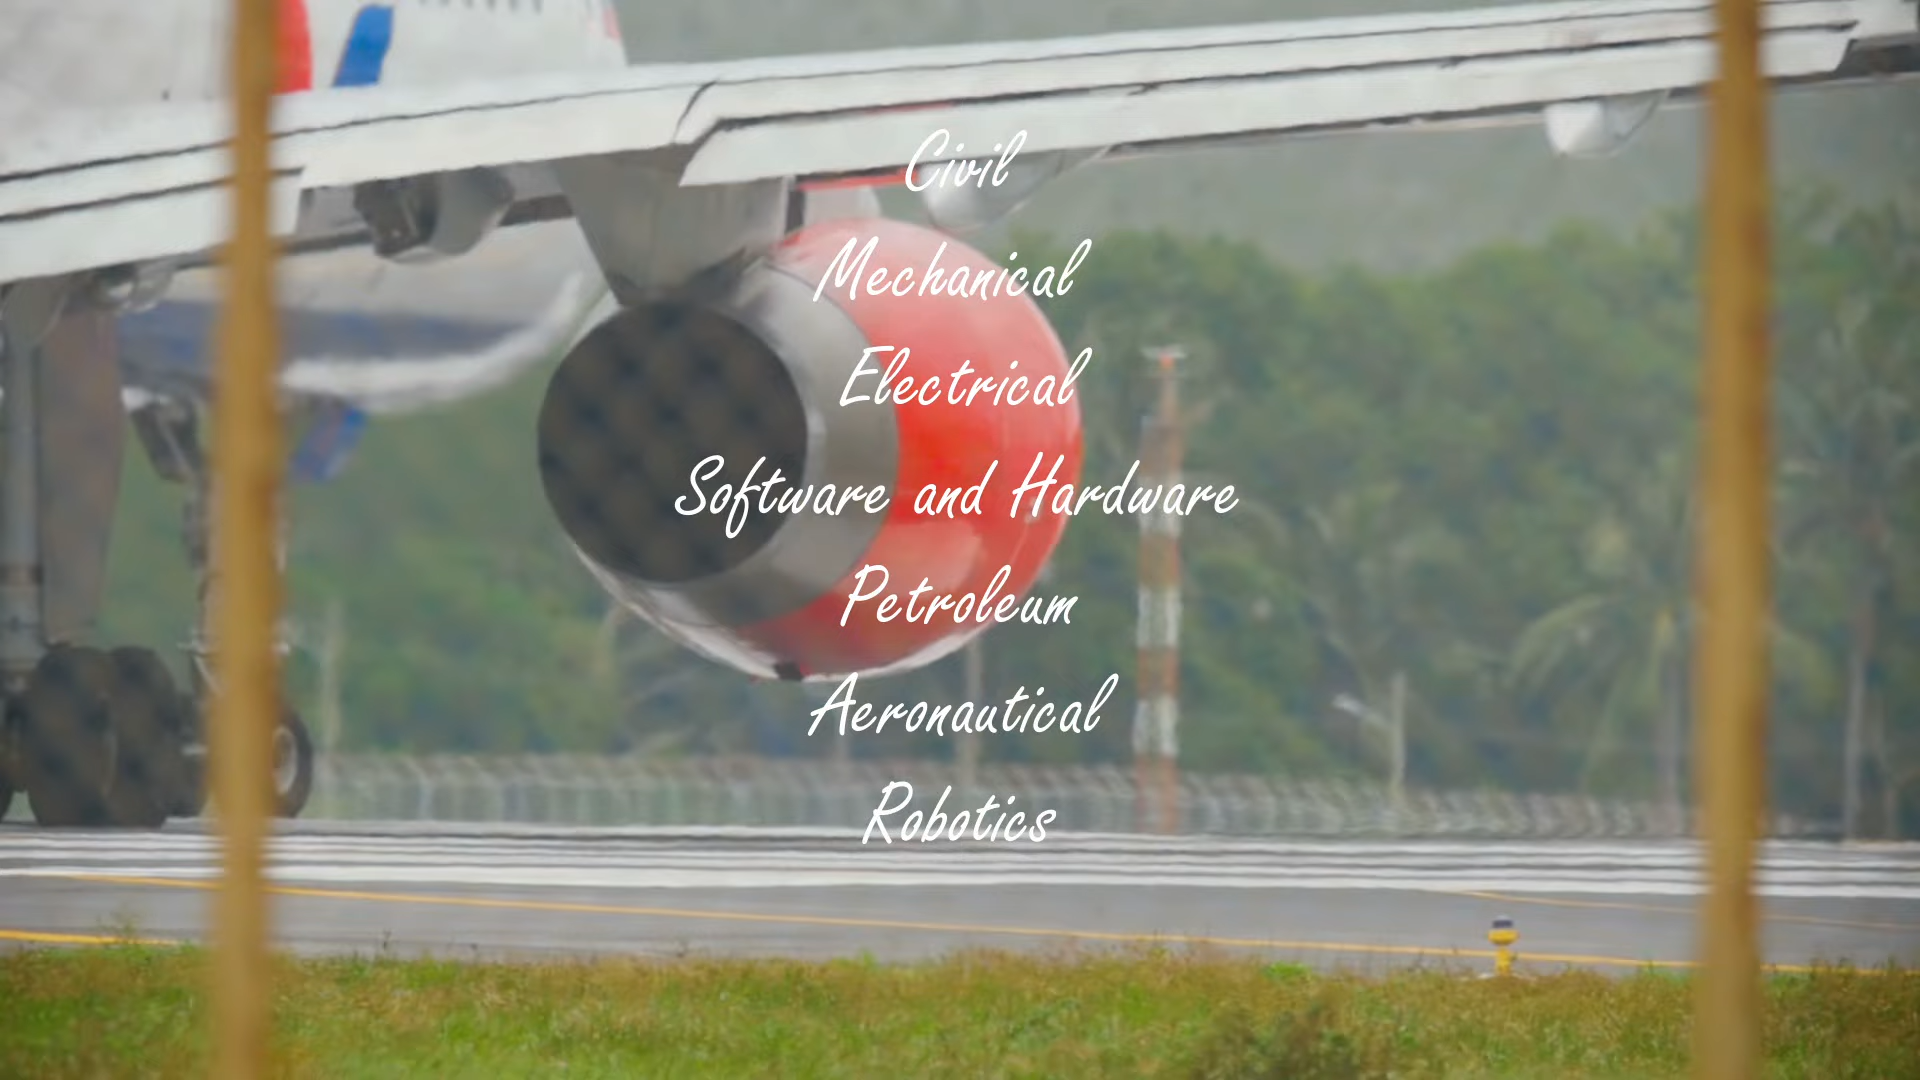 Civil
Mechanical
Electrical
Software and Hardware
Petroleum
Aeronautical
Robotics